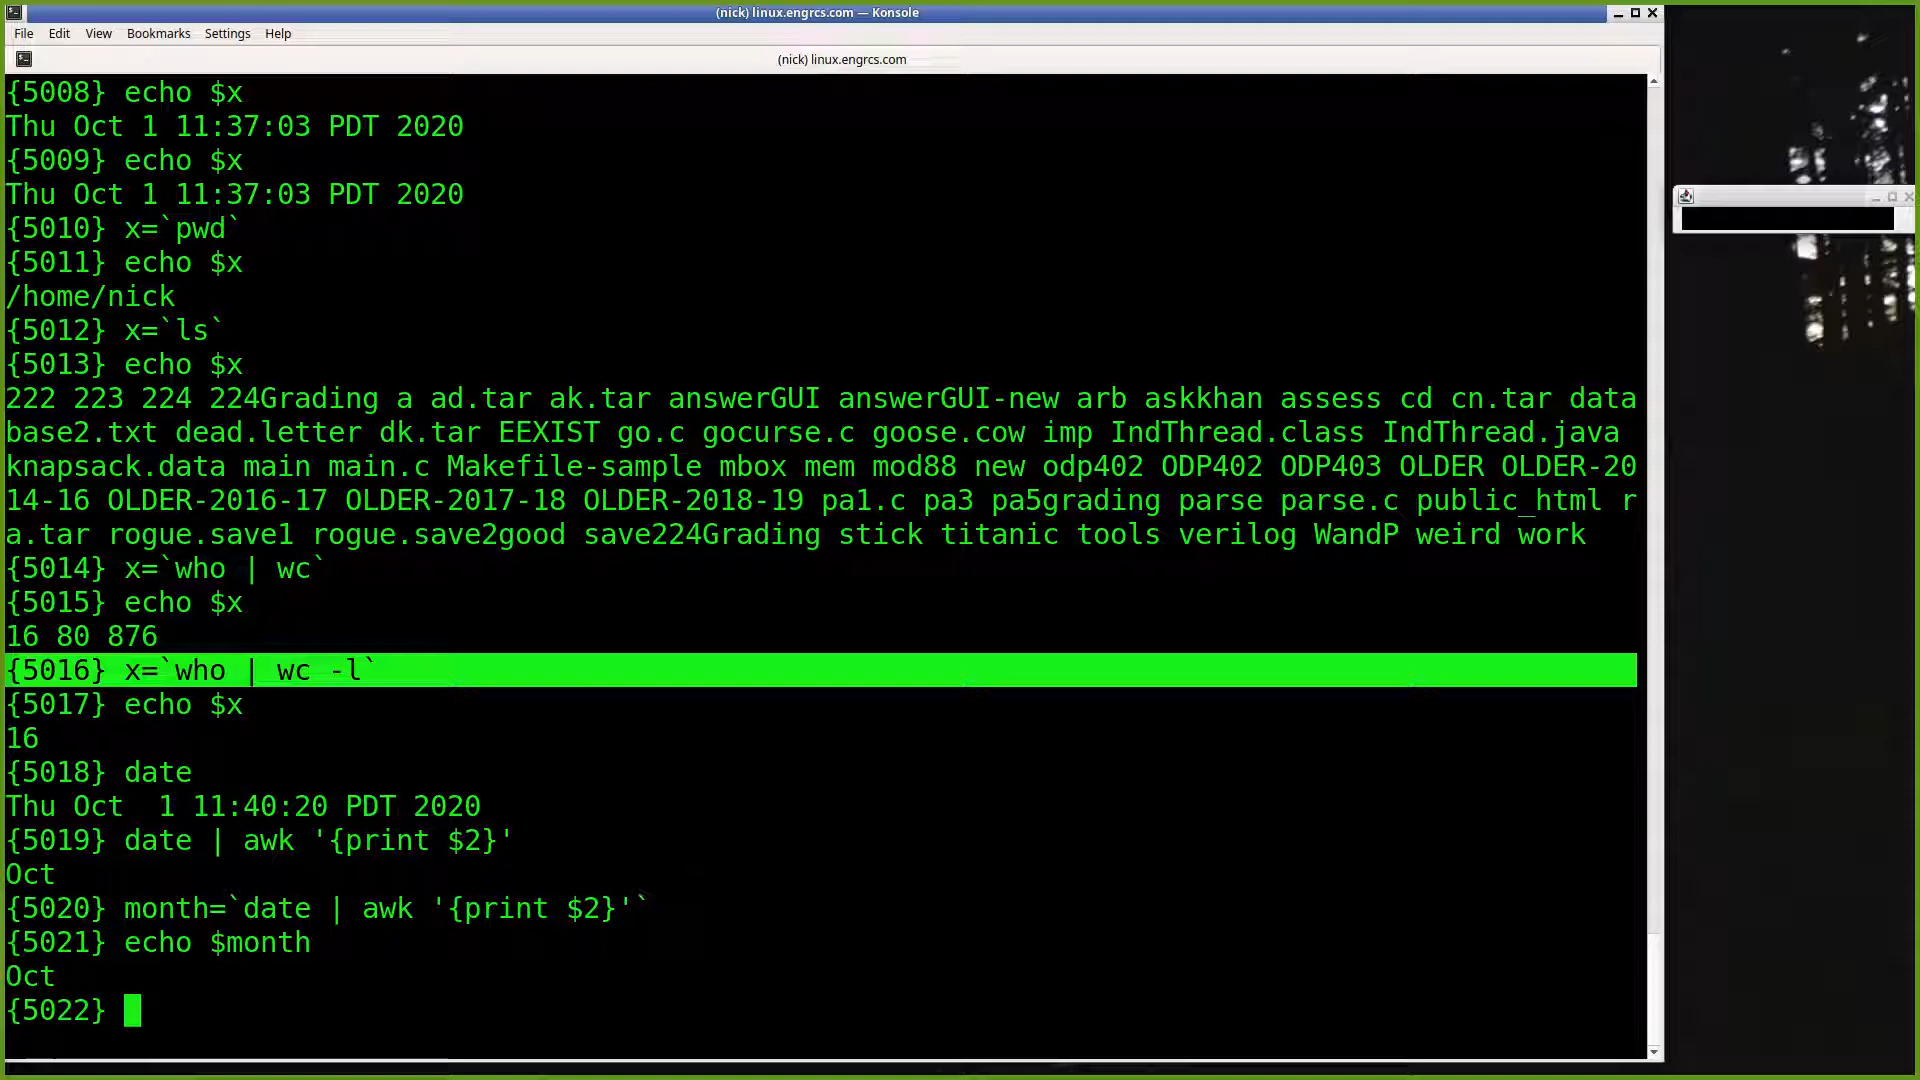 (nick) linux.engrcs.com — Konsole
File Edit View Bookmarks Settings Help
(nick) linux.engrcs.com
{5008} echo $x
Thu Oct 1 11:37:03 PDT 2020
{5009} echo $x
Thu Oct 1 11:37:03 PDT 2020
{5010} x=`pwd`
{5011} echo $x
/home/nick
{5012} x=`ls`
{5013} echo $x
222 223 224 224Grading a ad.tar ak.tar answerGUI answerGUI-new arb askkhan assess cd cn.tar data
base2.txt dead.letter dk.tar EEXIST go.c gocurse.c goose.cow imp IndThread.class IndThread.java
knapsack.data main main.c Makefile-sample mbox mem mod88 new odp402 ODP402 ODP403 OLDER OLDER-20
14-16 OLDER-2016-17 OLDER-2017-18 OLDER-2018-19 pa1.c pa3 pa5grading parse parse.c public_html r
a.tar rogue.save1 rogue.save2good save224Grading stick titanic tools verilog WandP weird work
{5014} x=`who | wc`
{5015} echo $x
16 80 876
{5016} x=`who | wc -l`
{5017} echo $x
16
{5018} date
Thu Oct  1 11:40:20 PDT 2020
{5019} date | awk '{print $2}'
Oct
{5020} month=`date | awk '{print $2}'`
{5021} echo $month
Oct
{5022}